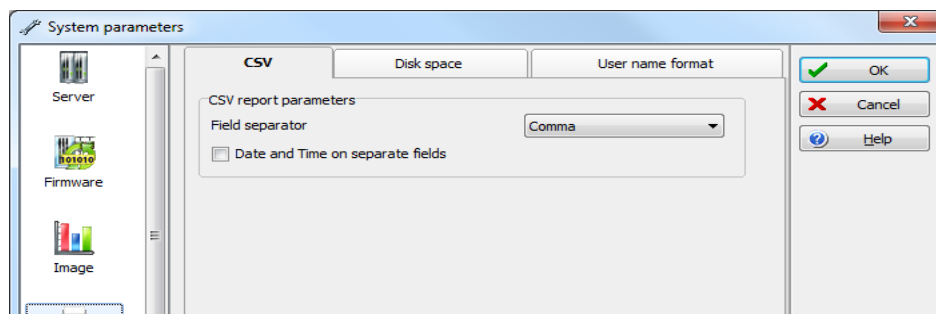 System parameters
Server
Firmware
Image
CSV
Disk space
User name format
CSV report parameters
Field separator
Comma
Date and Time on separate fields
OK
Cancel
Help